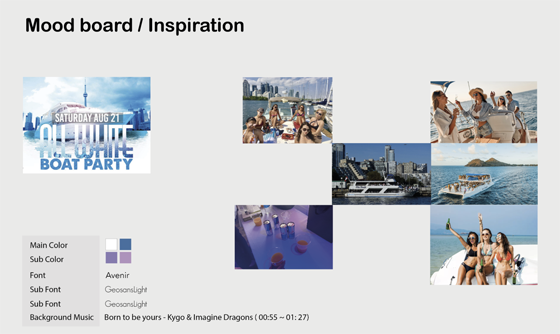 Mood board / Inspiration
SATURDAY AUG 21
ALL WHITE
BOAT PARTY
Main Color
Sub Color
Font Avenir
Sub Font GeosansLight
Sub Font GeosansLight
Background Music Born to be yours - Kygo & Imagine Dragons ( 00:55 ~ 01: 27)